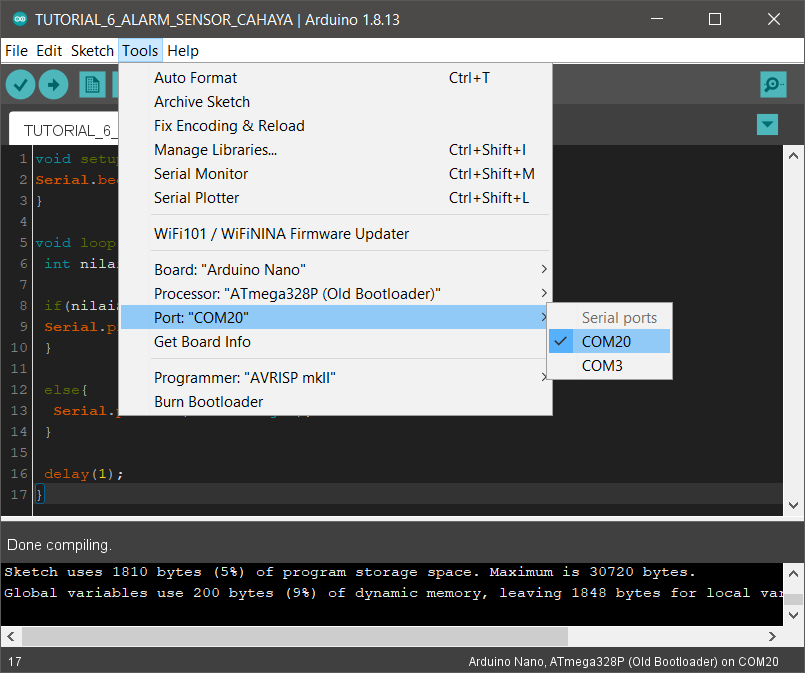 TUTORIAL_6_ALARM_SENSOR_CAHAYA | Arduino 1.8.13
File Edit Sketch Tools Help
Auto Format Ctrl+T
Archive Sketch
Fix Encoding & Reload
Manage Libraries... Ctrl+Shift+I
Serial Monitor Ctrl+Shift+M
Serial Plotter Ctrl+Shift+L
WiFi101 / WiFiNINA Firmware Updater
Board: "Arduino Nano"
Processor: "ATmega328P (Old Bootloader)"
Port: "COM20"
Get Board Info
Programmer: "AVRISP mkII"
Burn Bootloader
Serial ports
COM20
COM3
TUTORIAL_6_
1 void setu
2 Serial.be
3 }
4
5 void loop
6 int nilai
7
8 if(nilai
9 Serial.p
10 }
11
12 else{
13 Serial.
14 }
15
16 delay(1);
17 }
Done compiling.
Sketch uses 1810 bytes (5%) of program storage space. Maximum is 30720 bytes.
Global variables use 200 bytes (9%) of dynamic memory, leaving 1848 bytes for local var
17 Arduino Nano, ATmega328P (Old Bootloader) on COM20